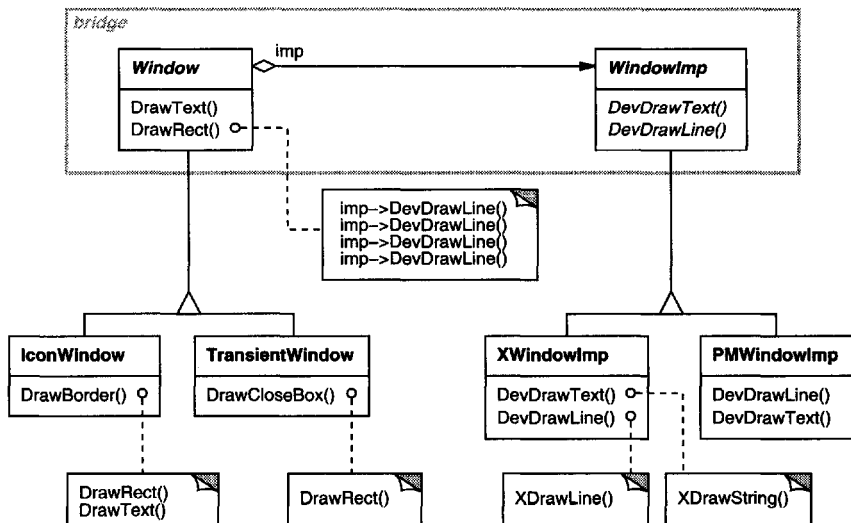 bridge
imp
Window
DrawText()
DrawRect()
WindowImp
DevDrawText()
DevDrawLine()
imp->DevDrawLine()
imp->DevDrawLine()
imp->DevDrawLine()
imp->DevDrawLine()
IconWindow
DrawBorder()
TransientWindow
DrawCloseBox()
XWindowImp
DevDrawText()
DevDrawLine()
PMWindowImp
DevDrawLine()
DevDrawText()
DrawRect()
DrawText()
DrawRect()
XDrawLine()
XDrawString()